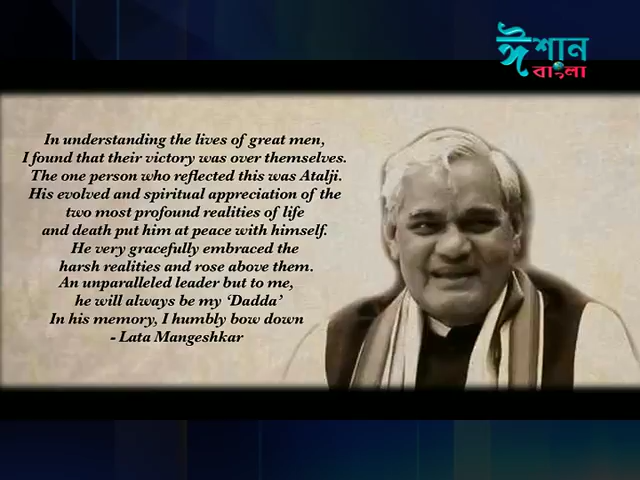 ঈশান
বাংলা
In understanding the lives of great men,
I found that their victory was over themselves.
The one person who reflected this was Atalji.
His evolved and spiritual appreciation of the
two most profound realities of life
and death put him at peace with himself.
He very gracefully embraced the
harsh realities and rose above them.
An unparalleled leader but to me,
he will always be my ‘Dadda’
In his memory, I humbly bow down
- Lata Mangeshkar